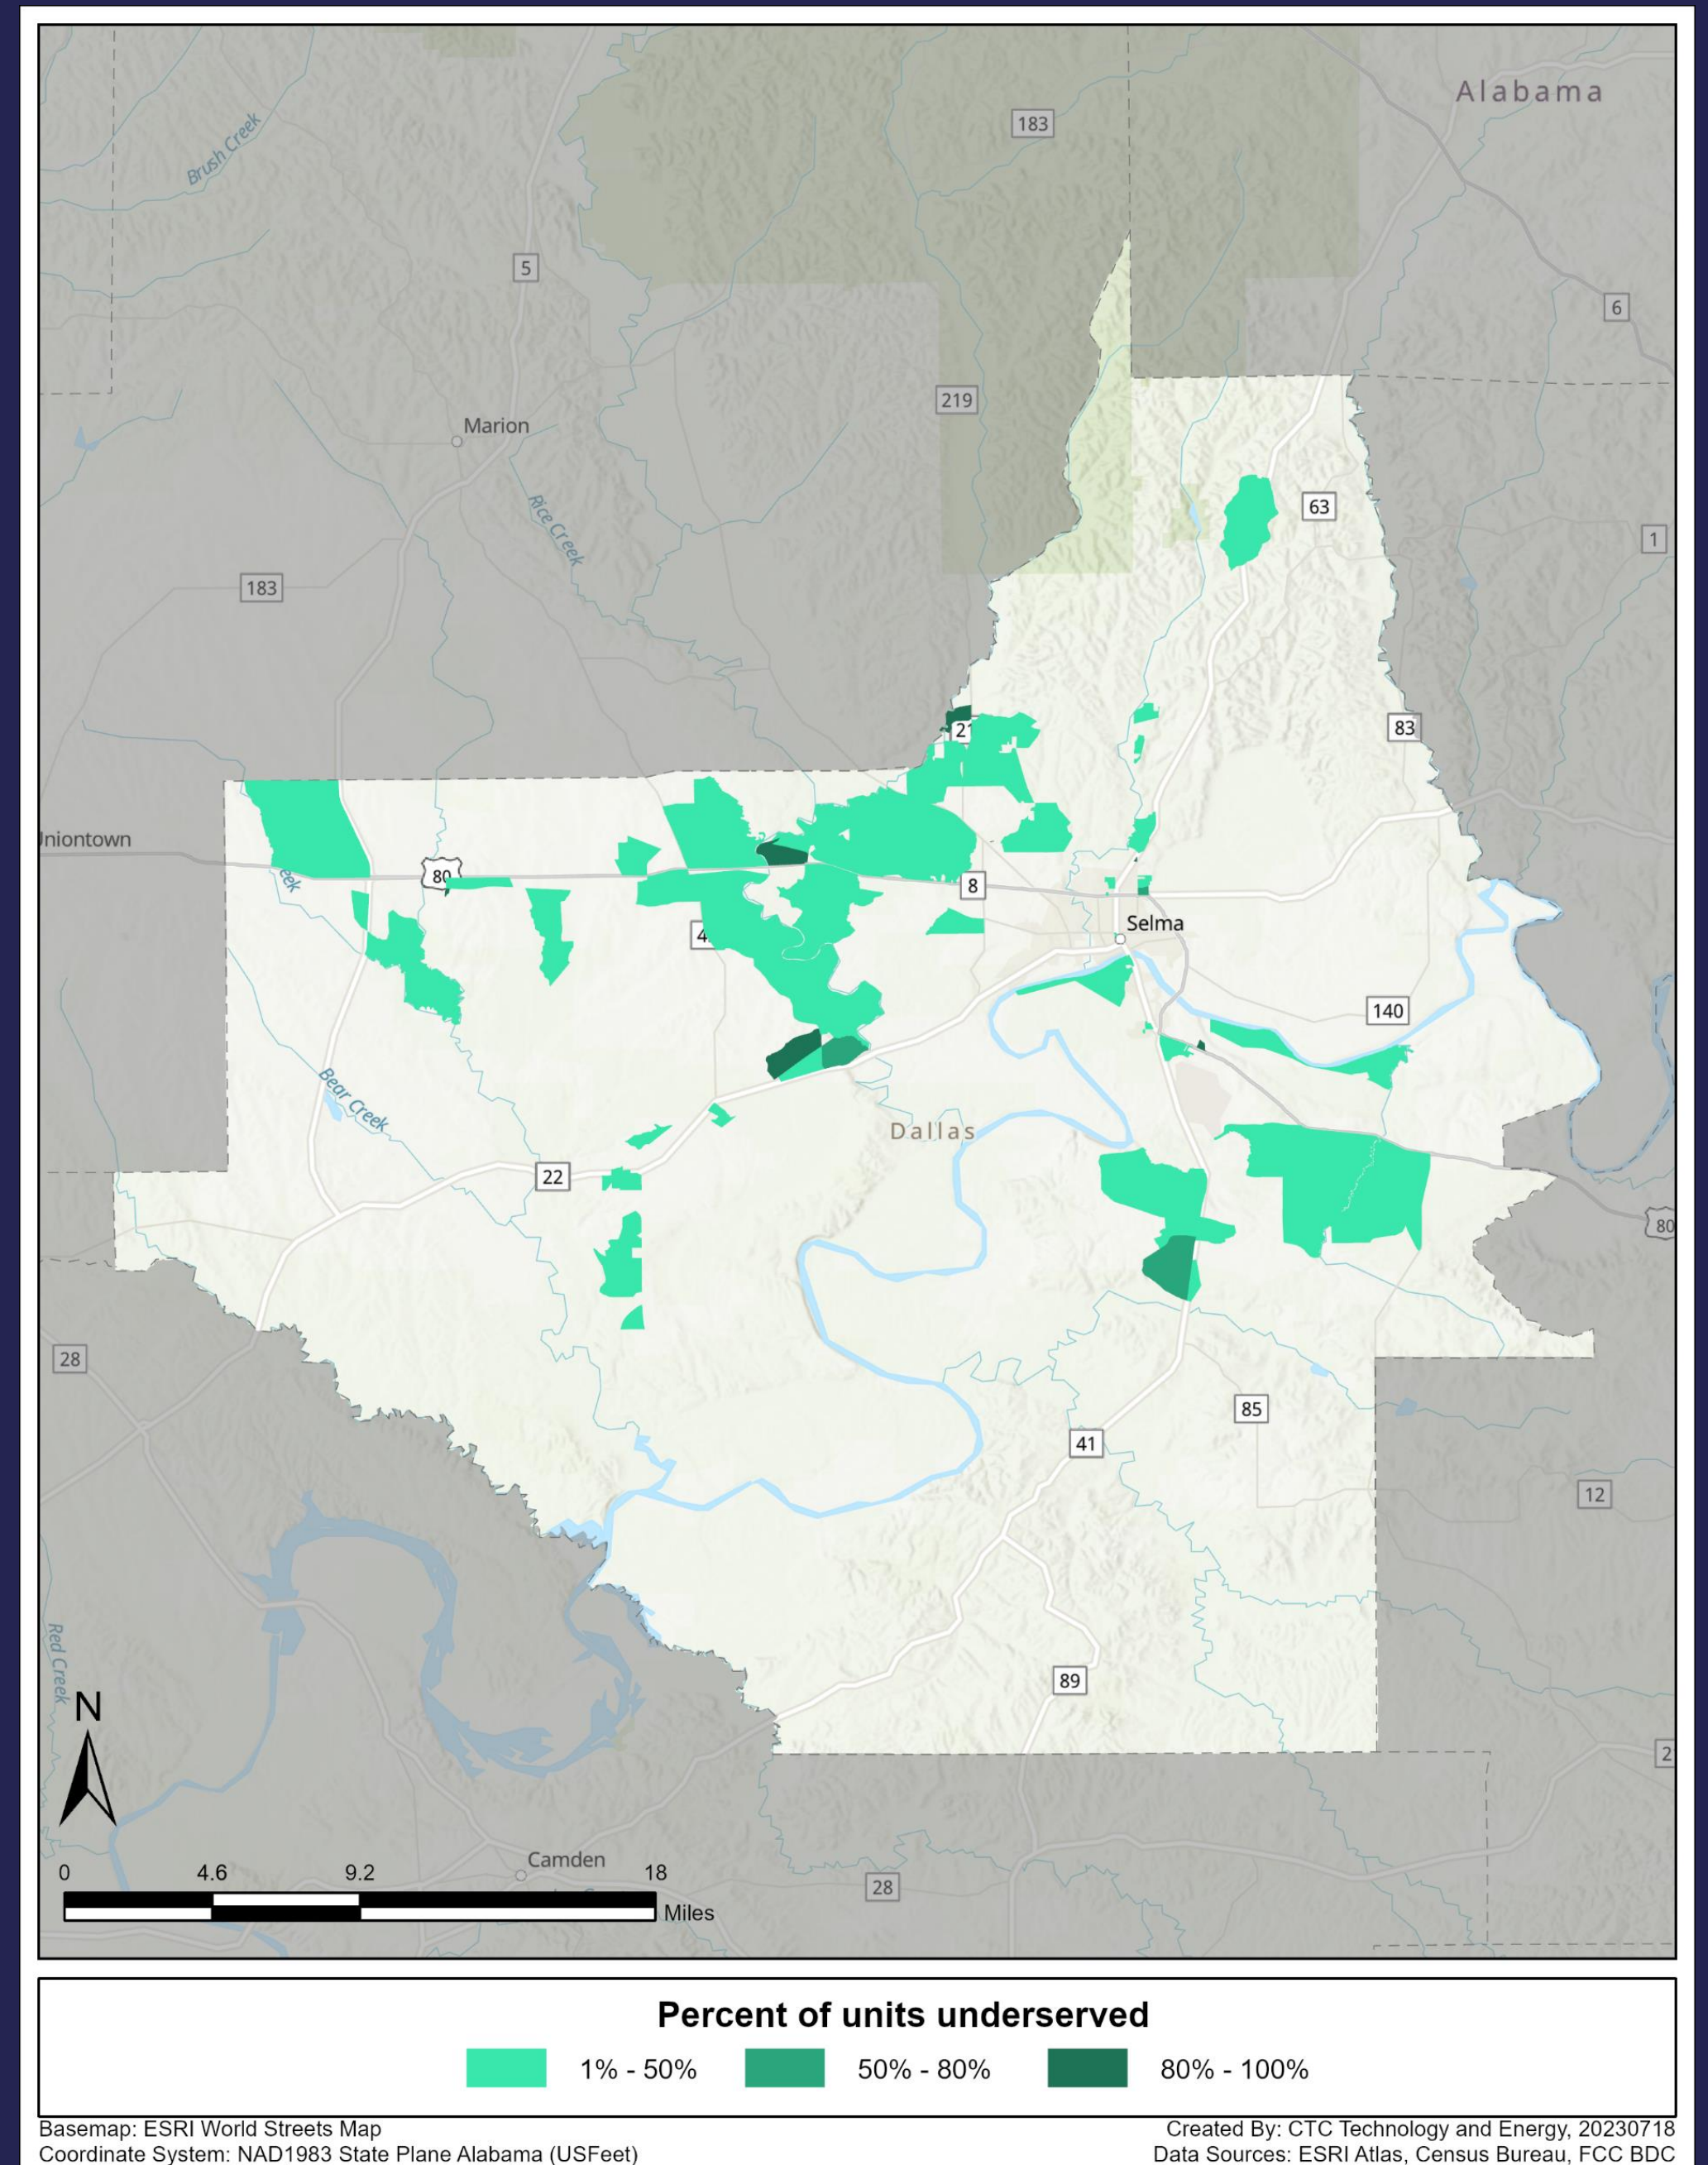 Alabama
Brush Creek
183
5
6
219
Marion
Rice Creek
63
1
183
21
83
Uniontown
80
eek
8
4
Selma
140
Bear Creek
Dallas
22
80
28
85
41
12
Red Creek
89
N
2
Camden
0 4.6 9.2 18
Miles
28
Percent of units underserved
1% - 50% 50% - 80% 80% - 100%
Basemap: ESRI World Streets Map
Created By: CTC Technology and Energy, 20230718
Coordinate System: NAD1983 State Plane Alabama (USFeet)
Data Sources: ESRI Atlas, Census Bureau, FCC BDC